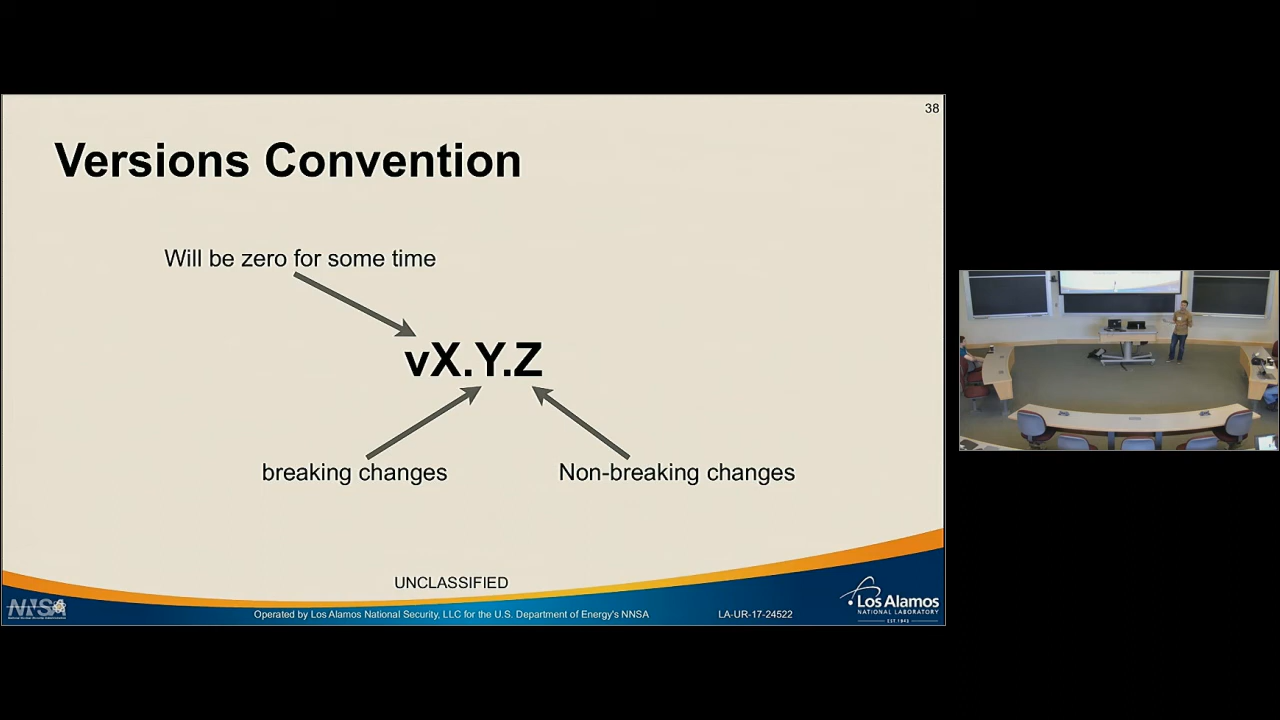 38
Versions Convention
Will be zero for some time
vX.Y.Z
breaking changes
Non-breaking changes
UNCLASSIFIED
NNSA
Operated by Los Alamos National Security, LLC for the U.S. Department of Energy's NNSA
LA-UR-17-24522
Los Alamos
NATIONAL LABORATORY
EST. 1943